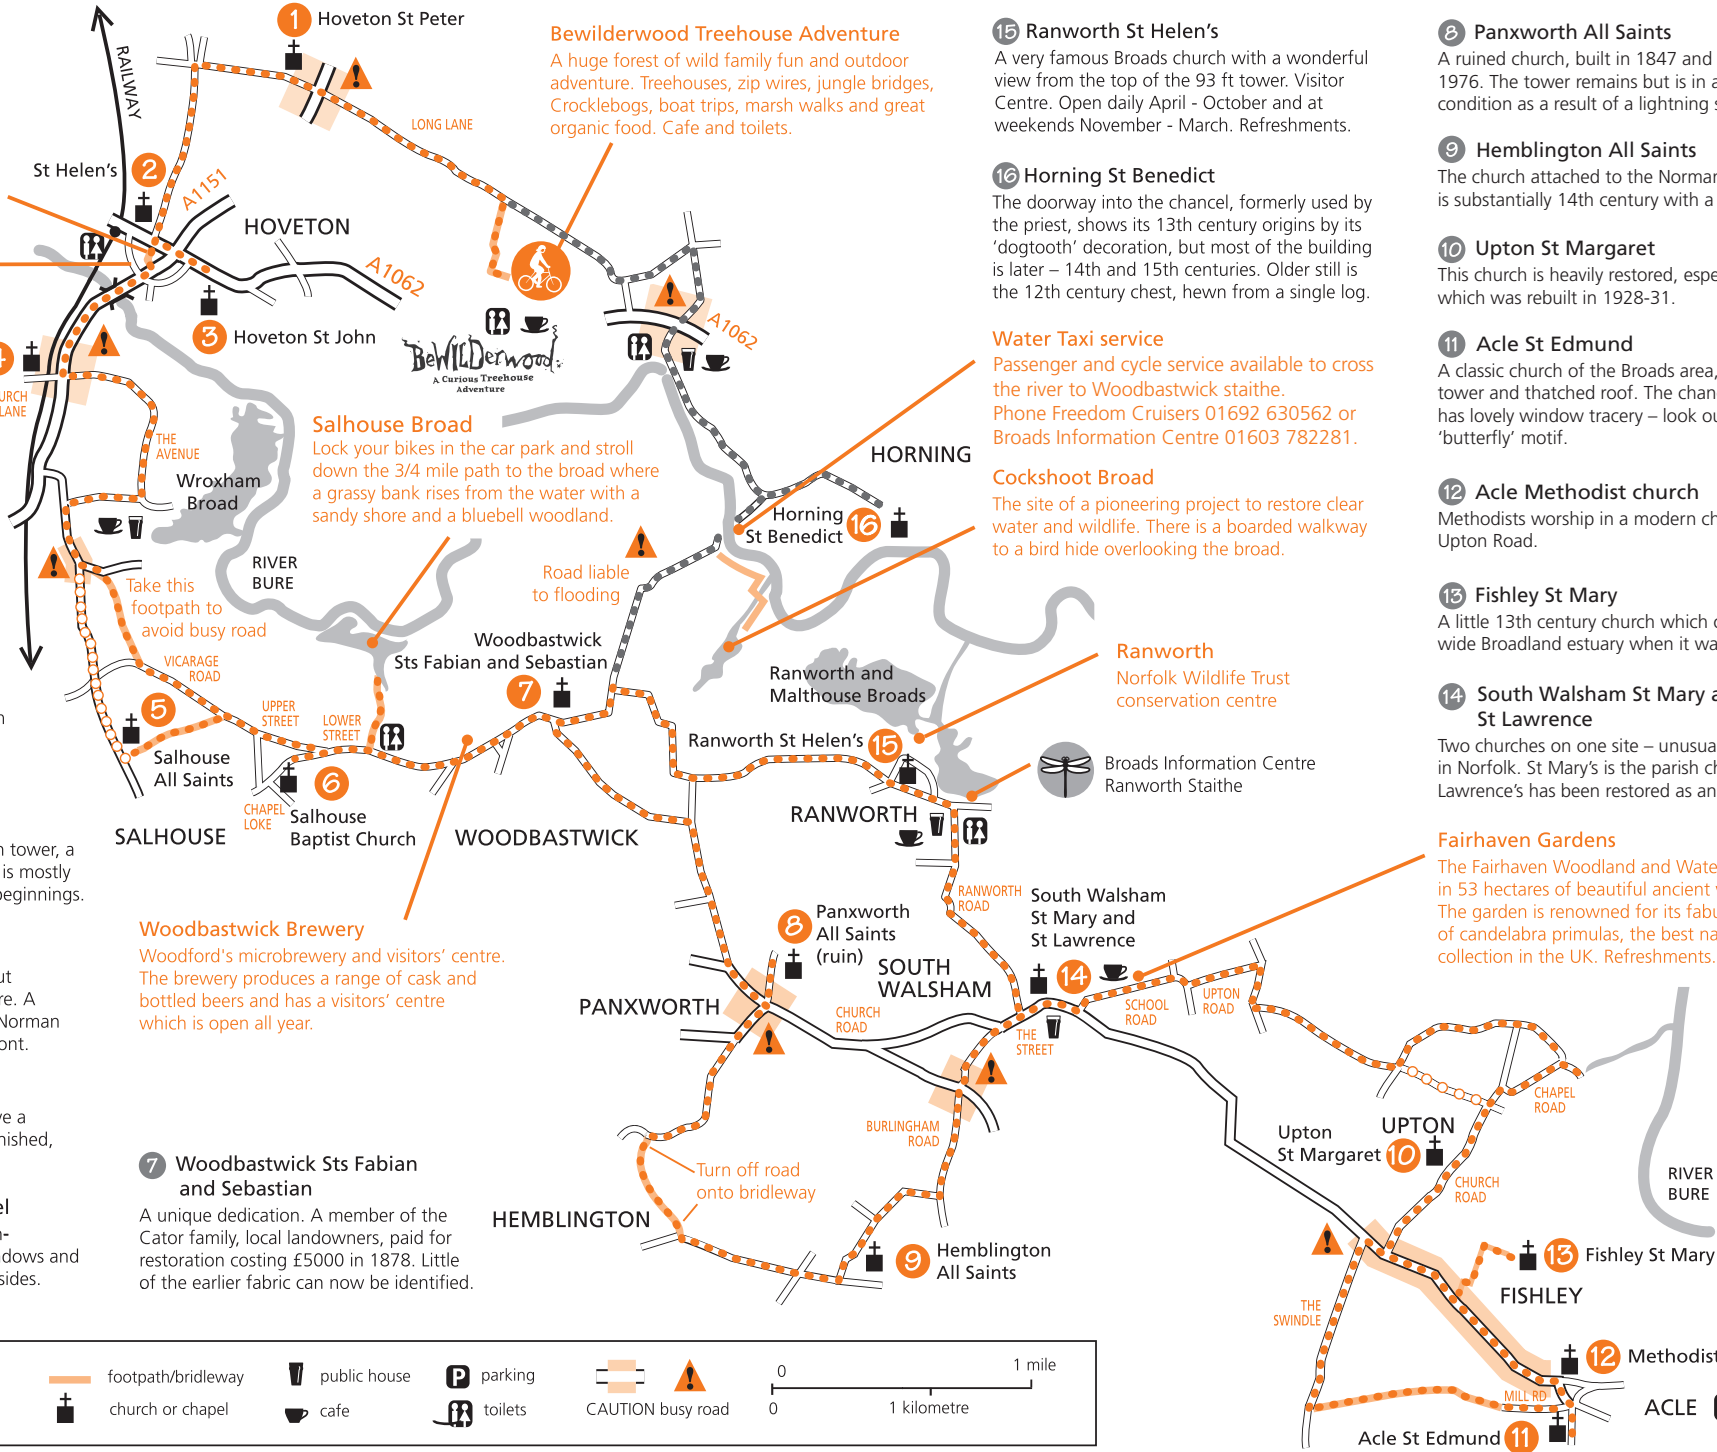 1 Hoveton St Peter
RAILWAY
LONG LANE
St Helen's 2
A1151
HOVETON
A1062
3 Hoveton St John
LANE
THE
AVENUE
Wroxham
Broad
RIVER
BURE
Bewilderwood Treehouse Adventure
A huge forest of wild family fun and outdoor
adventure. Treehouses, zip wires, jungle bridges,
Crocklebogs, boat trips, marsh walks and great
organic food. Cafe and toilets.
BeWILDerwood
A Curious Treehouse
Adventure
A1062
Salhouse Broad
Lock your bikes in the car park and stroll
down the 3/4 mile path to the broad where
a grassy bank rises from the water with a
sandy shore and a bluebell woodland.
15 Ranworth St Helen's
A very famous Broads church with a wonderful
view from the top of the 93 ft tower. Visitor
Centre. Open daily April - October and at
weekends November - March. Refreshments.
16 Horning St Benedict
The doorway into the chancel, formerly used by
the priest, shows its 13th century origins by its
'dogtooth' decoration, but most of the building
is later – 14th and 15th centuries. Older still is
the 12th century chest, hewn from a single log.
Water Taxi service
Passenger and cycle service available to cross
the river to Woodbastwick staithe.
Phone Freedom Cruisers 01692 630562 or
Broads Information Centre 01603 782281.
Cockshoot Broad
The site of a pioneering project to restore clear
water and wildlife. There is a boarded walkway
to a bird hide overlooking the broad.
8 Panxworth All Saints
A ruined church, built in 1847 and
1976. The tower remains but is in a
condition as a result of a lightning s
9 Hemblington All Saints
The church attached to the Norman
is substantially 14th century with a
10 Upton St Margaret
This church is heavily restored, espe
which was rebuilt in 1928-31.
11 Acle St Edmund
A classic church of the Broads area,
tower and thatched roof. The chan
has lovely window tracery – look ou
'butterfly' motif.
12 Acle Methodist church
Methodists worship in a modern ch
Upton Road.
13 Fishley St Mary
A little 13th century church which o
wide Broadland estuary when it wa
14 South Walsham St Mary a
St Lawrence
Two churches on one site – unusua
in Norfolk. St Mary's is the parish ch
Lawrence's has been restored as an
Fairhaven Gardens
The Fairhaven Woodland and Wate
in 53 hectares of beautiful ancient
The garden is renowned for its fabu
of candelabra primulas, the best na
collection in the UK. Refreshments.
HORNING
Horning
St Benedict 16
Road liable
to flooding
Take this
footpath to
avoid busy road
VICARAGE
ROAD
5
Salhouse
All Saints
UPPER
STREET
LOWER
STREET
CHAPEL
LOKE
6
Salhouse
Baptist Church
SALHOUSE
Woodbastwick
Sts Fabian and Sebastian
7
WOODBASTWICK
Ranworth and
Malthouse Broads
Ranworth
Norfolk Wildlife Trust
conservation centre
Ranworth St Helen's 15
RANWORTH
Broads Information Centre
Ranworth Staithe
RANWORTH
ROAD
Woodbastwick Brewery
Woodford's microbrewery and visitors' centre.
The brewery produces a range of cask and
bottled beers and has a visitors' centre
which is open all year.
n tower, a
is mostly
beginnings.
re. A
Norman
ve a
8 Panxworth
All Saints
(ruin)
PANXWORTH
SOUTH
WALSHAM
South Walsham
St Mary and
St Lawrence
14
CHURCH
ROAD
THE
STREET
SCHOOL
ROAD
UPTON
ROAD
BURLINGHAM
ROAD
Turn off road
onto bridleway
HEMBLINGTON
9 Hemblington
All Saints
CHAPEL
ROAD
UPTON
Upton
St Margaret 10
CHURCH
ROAD
RIVER
BURE
13 Fishley St Mary
FISHLEY
THE
SWINDLE
12 Methodist
MILL RD
ACLE
Acle St Edmund 11
7 Woodbastwick Sts Fabian
and Sebastian
A unique dedication. A member of the
Cator family, local landowners, paid for
restoration costing £5000 in 1878. Little
of the earlier fabric can now be identified.
and
sides.
footpath/bridleway
public house
P parking
church or chapel
cafe
toilets
CAUTION busy road
0 1 mile
0 1 kilometre